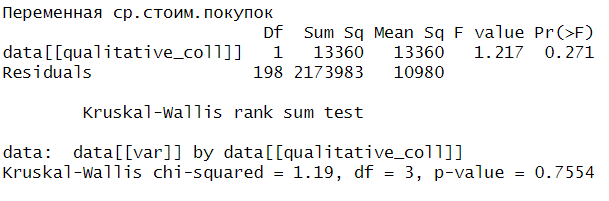 Переменная ср.стоим.покупок
Df Sum Sq Mean Sq F value Pr(>F)
data[[qualitative_coll]] 1 13360 13360 1.217 0.271
Residuals 198 2173983 10980
Kruskal-Wallis rank sum test
data: data[[var]] by data[[qualitative_coll]]
Kruskal-Wallis chi-squared = 1.19, df = 3, p-value = 0.7554